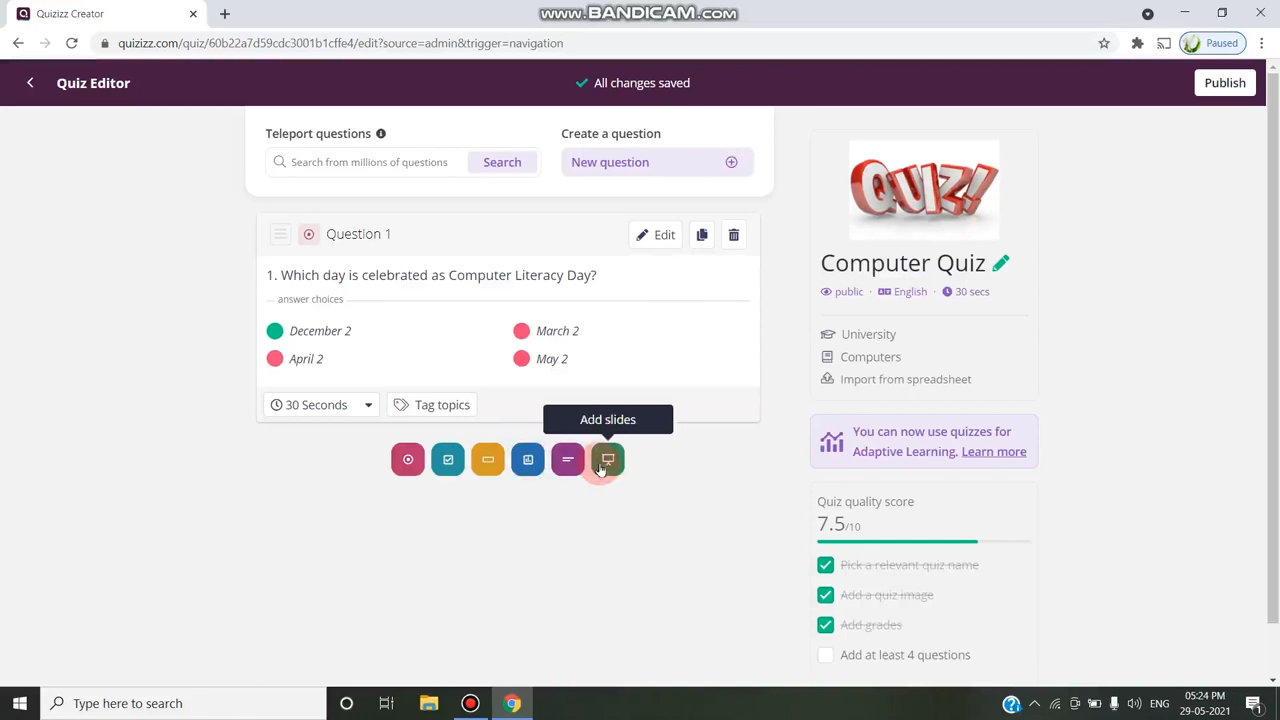 Quizizz Creator
www.BANDICAM.com
quizizz.com/quiz/60b22a7d59cdc3001b1cffe4/edit?source=admin&trigger=navigation
Paused
Quiz Editor
All changes saved
Publish
Teleport questions
Create a question
Search from millions of questions
Search
New question
QUIZ!
Question 1
Edit
1. Which day is celebrated as Computer Literacy Day?
answer choices
December 2
March 2
April 2
May 2
30 Seconds
Tag topics
Add slides
Computer Quiz
public · English · 30 secs
University
Computers
Import from spreadsheet
You can now use quizzes for
Adaptive Learning. Learn more
Quiz quality score
7.5/10
Pick a relevant quiz name
Add a quiz image
Add grades
Add at least 4 questions
Type here to search
ENG
05:24 PM
29-05-2021